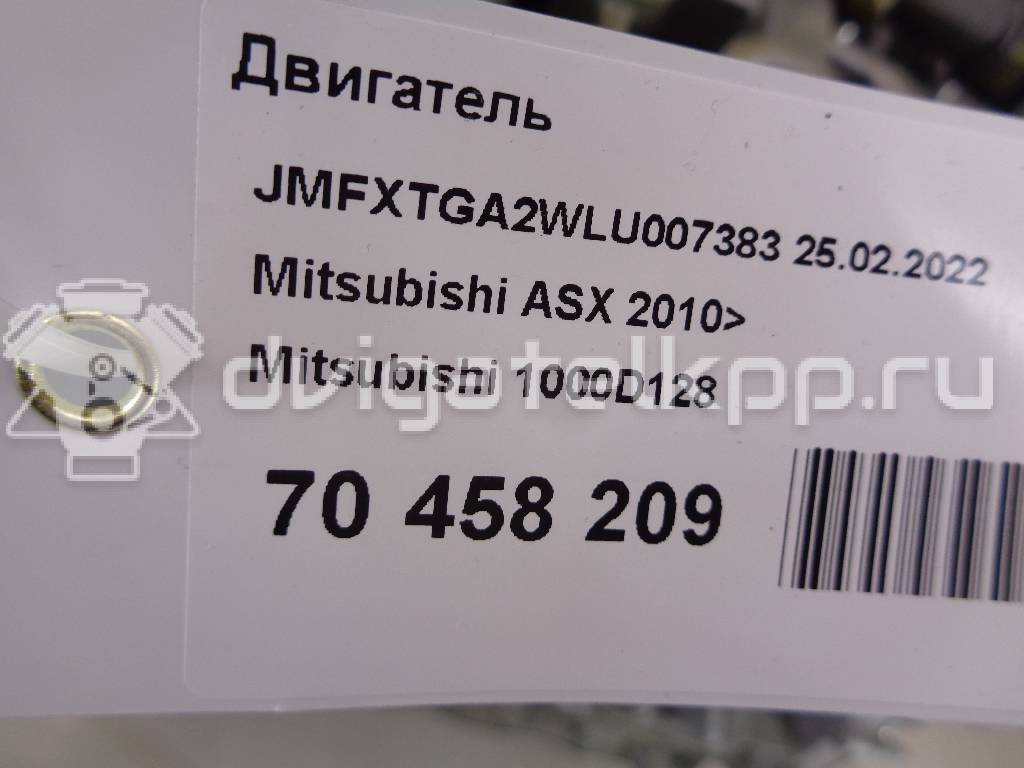 Двигатель
JMFXTGA2WLU007383 25.02.2022
Mitsubishi ASX 2010>
Mitsubishi 1000D128
dvigatelkpp.ru
70 458 209